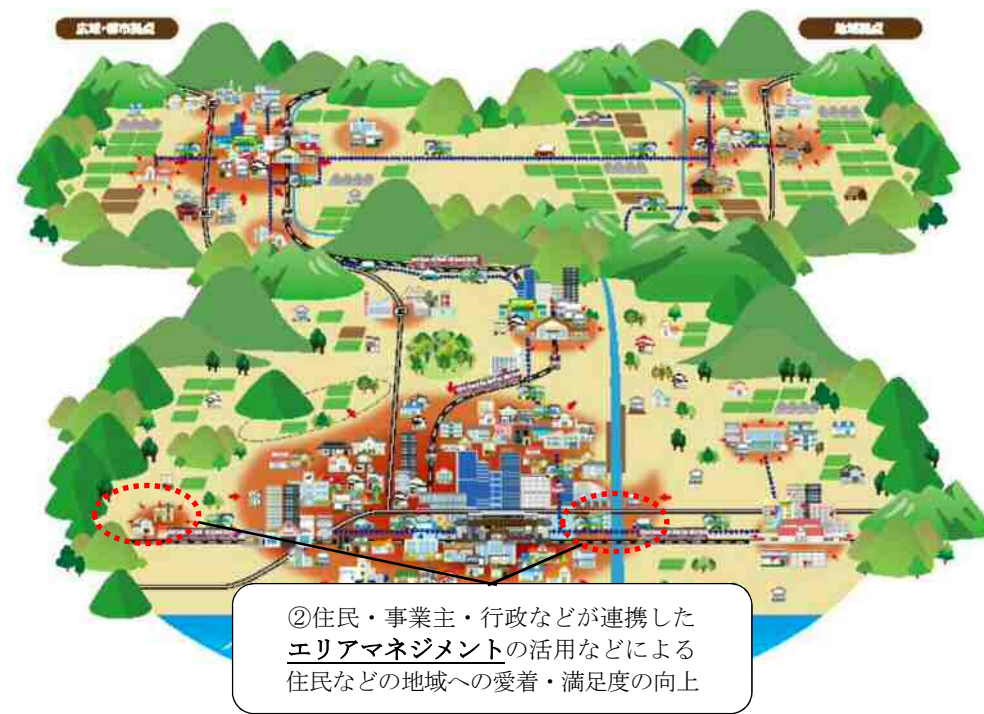 広域・都市拠点
地域拠点
②住民・事業主・行政などが連携した
エリアマネジメントの活用などによる
住民などの地域への愛着・満足度の向上